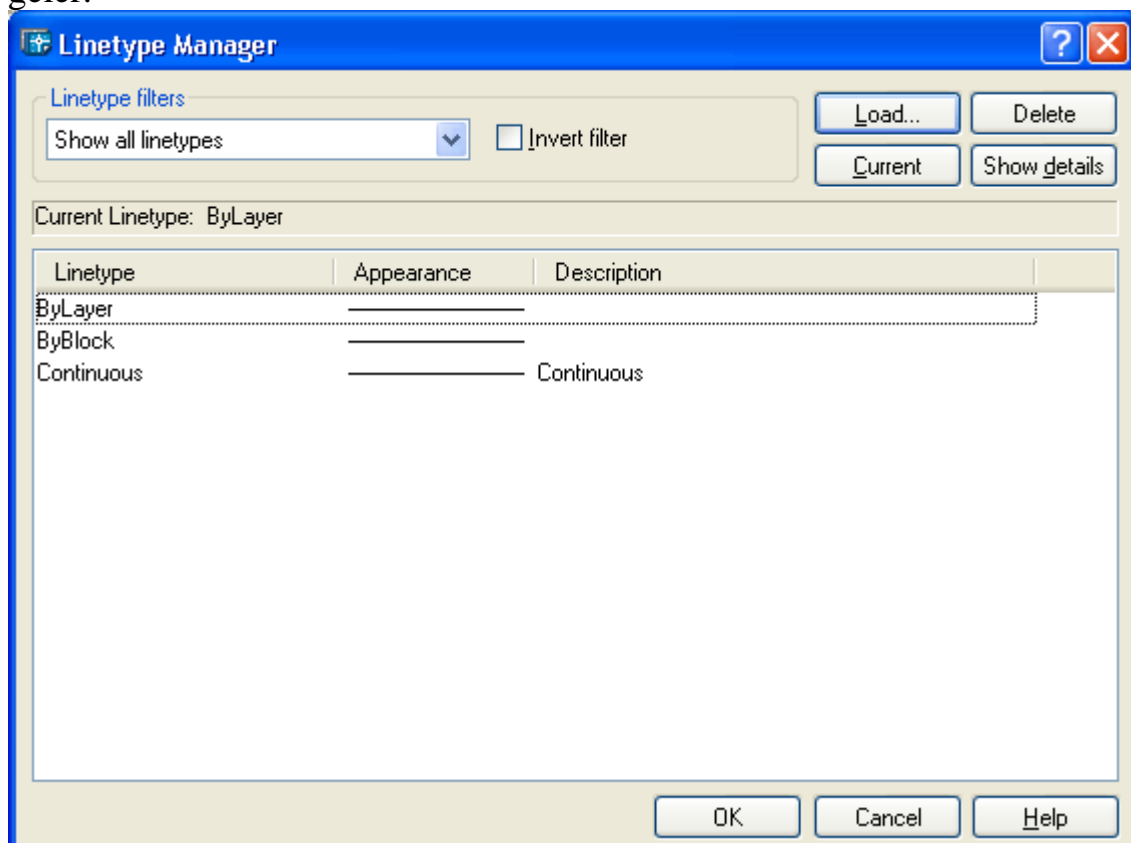 geler.
Linetype Manager
Linetype filters
Show all linetypes
Invert filter
Load...
Delete
Current
Show details
Current Linetype: ByLayer
Linetype Appearance Description
ByLayer
ByBlock
Continuous Continuous
OK Cancel Help